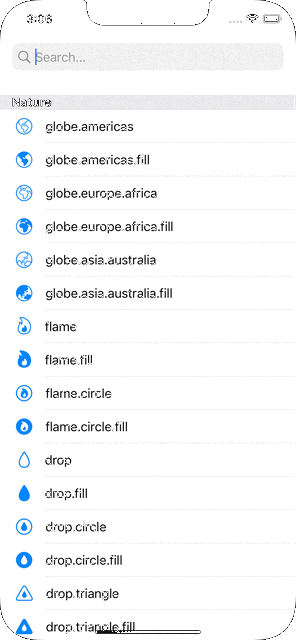 3:06
Search...
Nature
globe.americas
globe.americas.fill
globe.europe.africa
globe.europe.africa.fill
globe.asia.australia
globe.asia.australia.fill
flame
flame.fill
flame.circle
flame.circle.fill
drop
drop.fill
drop.circle
drop.circle.fill
drop.triangle
drop.triangle.fill